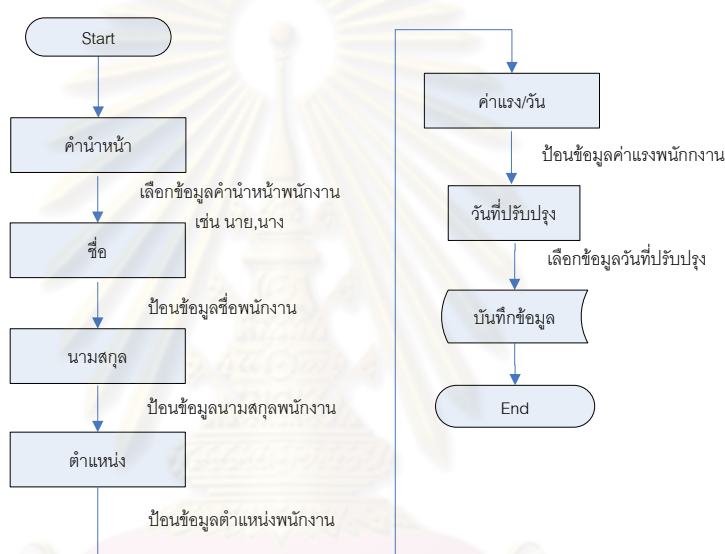 Start
คำนำหน้า
เลือกข้อมูลคำนำหน้าพนักงาน
เช่น นาย,นาง
ชื่อ
ป้อนข้อมูลชื่อพนักงาน
นามสกุล
ป้อนข้อมูลนามสกุลพนักงาน
ตำแหน่ง
ป้อนข้อมูลตำแหน่งพนักงาน
ค่าแรง/วัน
ป้อนข้อมูลค่าแรงพนักกงาน
วันที่ปรับปรุง
เลือกข้อมูลวันที่ปรับปรุง
บันทึกข้อมูล
End